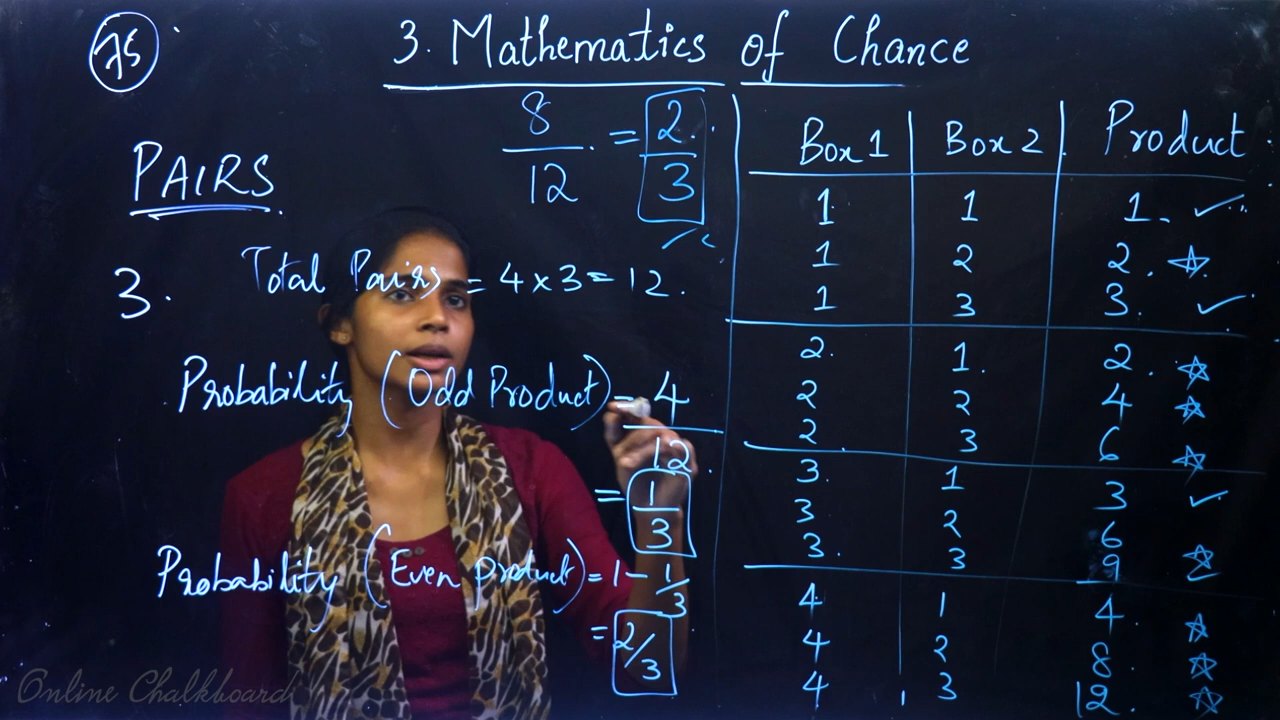 75
3. Mathematics of Chance
PAIRS
8/12 = 2/3
3. Total Pairs = 4 x 3 = 12.
Probability (Odd Product) = 4/12
= 1/3
Probability (Even product) = 1 - 1/3
= 2/3
Box 1 Box 2 Product
1 1 1. ✓
1 2 2. ☆
1 3 3. ✓
2. 1. 2. ☆
2 2 4 ☆
2. 3 6 ☆
3. 1 3 ✓
3 2 6 ☆
3. 3 9 ✓
4 1 4. ☆
4 2 8. ☆
4 3 12. ☆
Online Chalkboard